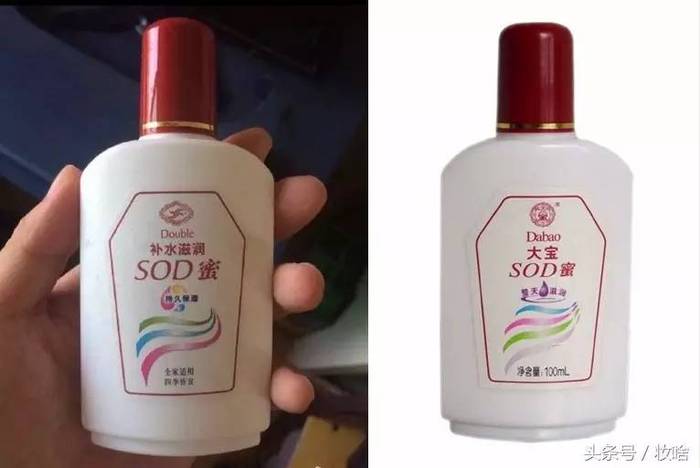 Double
补水滋润
SOD蜜
持久保湿
全家适用
四季皆宜
Dabao
大宝
SOD蜜
整天滋润
净含量:100mL
头条号/妆啥